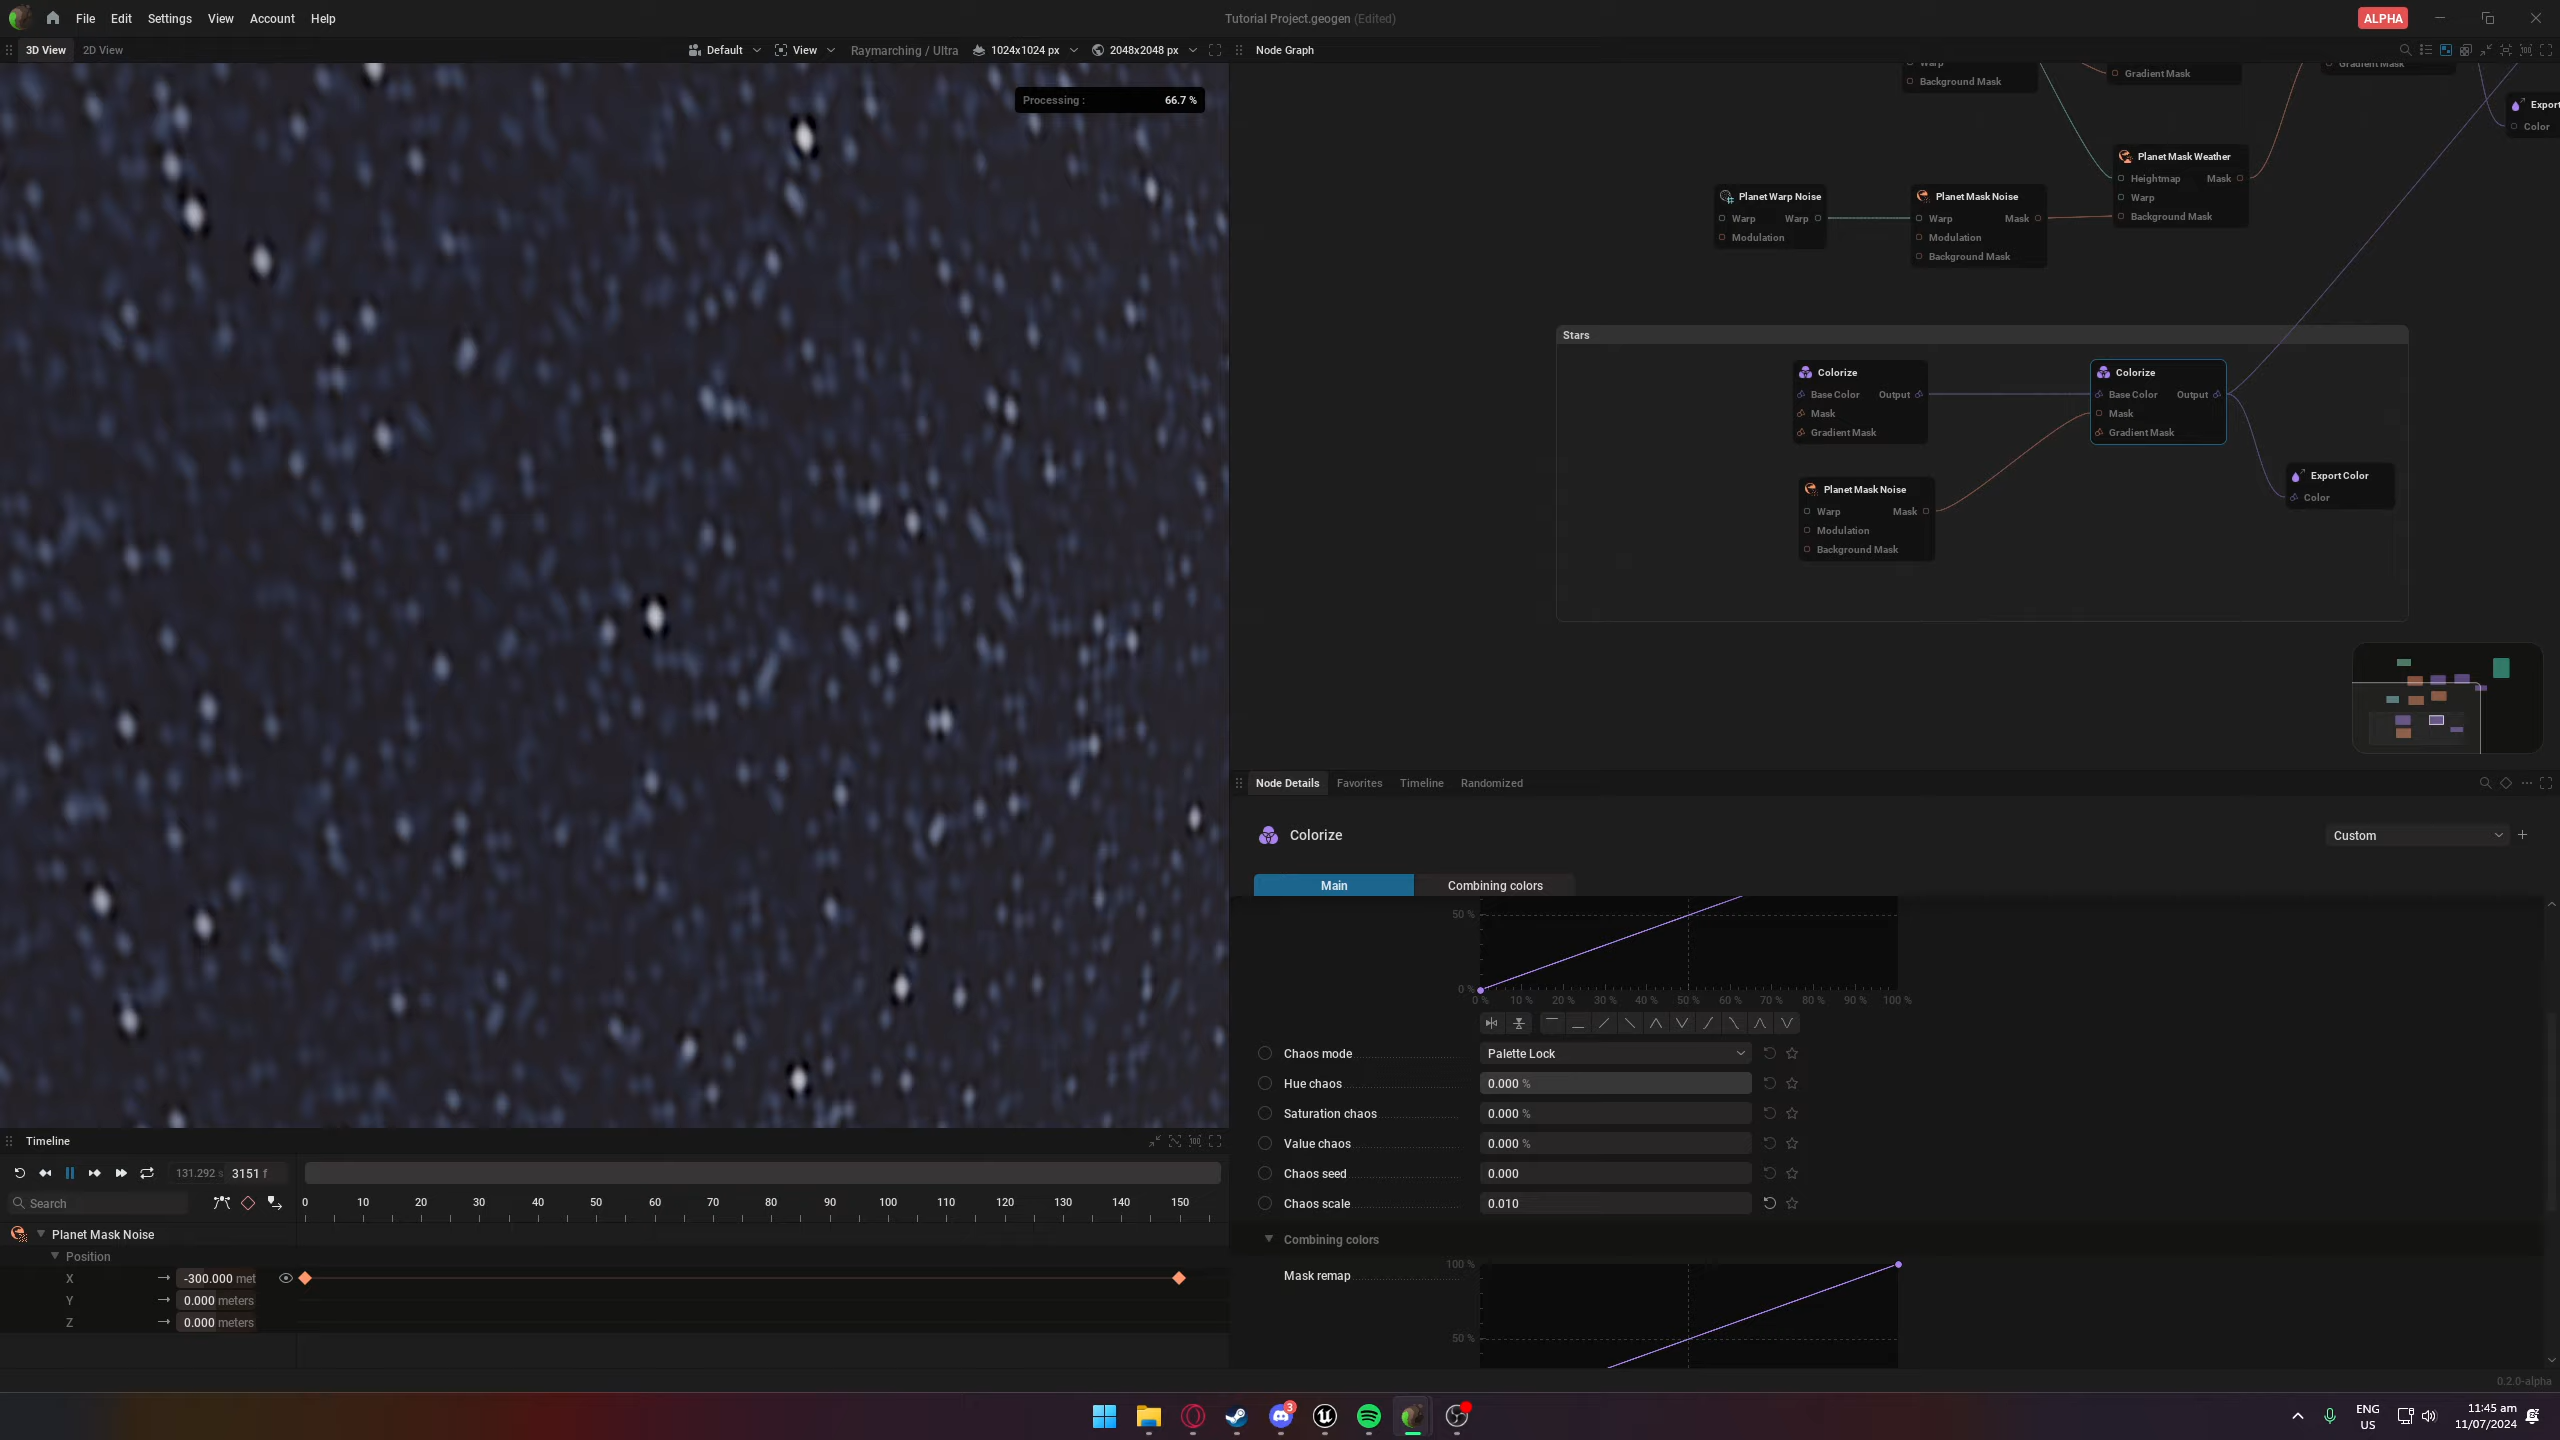 File Edit Settings View Account Help
Tutorial Project.geogen (Edited)
ALPHA
3D View 2D View
Default View Raymarching / Ultra 1024x1024 px 2048x2048 px
Processing : 66.7 %
Node Graph
Warp
Background Mask
Gradient Mask
Gradient Mask
Export
Color
Planet Mask Weather
Heightmap Mask
Warp
Background Mask
Planet Warp Noise
Warp Warp
Modulation
Planet Mask Noise
Warp Mask
Modulation
Background Mask
Stars
Colorize
Base Color Output
Mask
Gradient Mask
Colorize
Base Color Output
Mask
Gradient Mask
Planet Mask Noise
Warp Mask
Modulation
Background Mask
Export Color
Color
Node Details Favorites Timeline Randomized
Colorize
Custom
Main Combining colors
50 %
0 %
0 % 10 % 20 % 30 % 40 % 50 % 60 % 70 % 80 % 90 % 100 %
Chaos mode Palette Lock
Hue chaos 0.000 %
Saturation chaos 0.000 %
Value chaos 0.000 %
Chaos seed 0.000
Chaos scale 0.010
Combining colors
Mask remap
100 %
50 %
Timeline
131.292 s 3151 f
Search
0 10 20 30 40 50 60 70 80 90 100 110 120 130 140 150
Planet Mask Noise
Position
X -300.000 met
Y 0.000 meters
Z 0.000 meters
0.2.0-alpha
3
ENG
US
11:45 am
11/07/2024